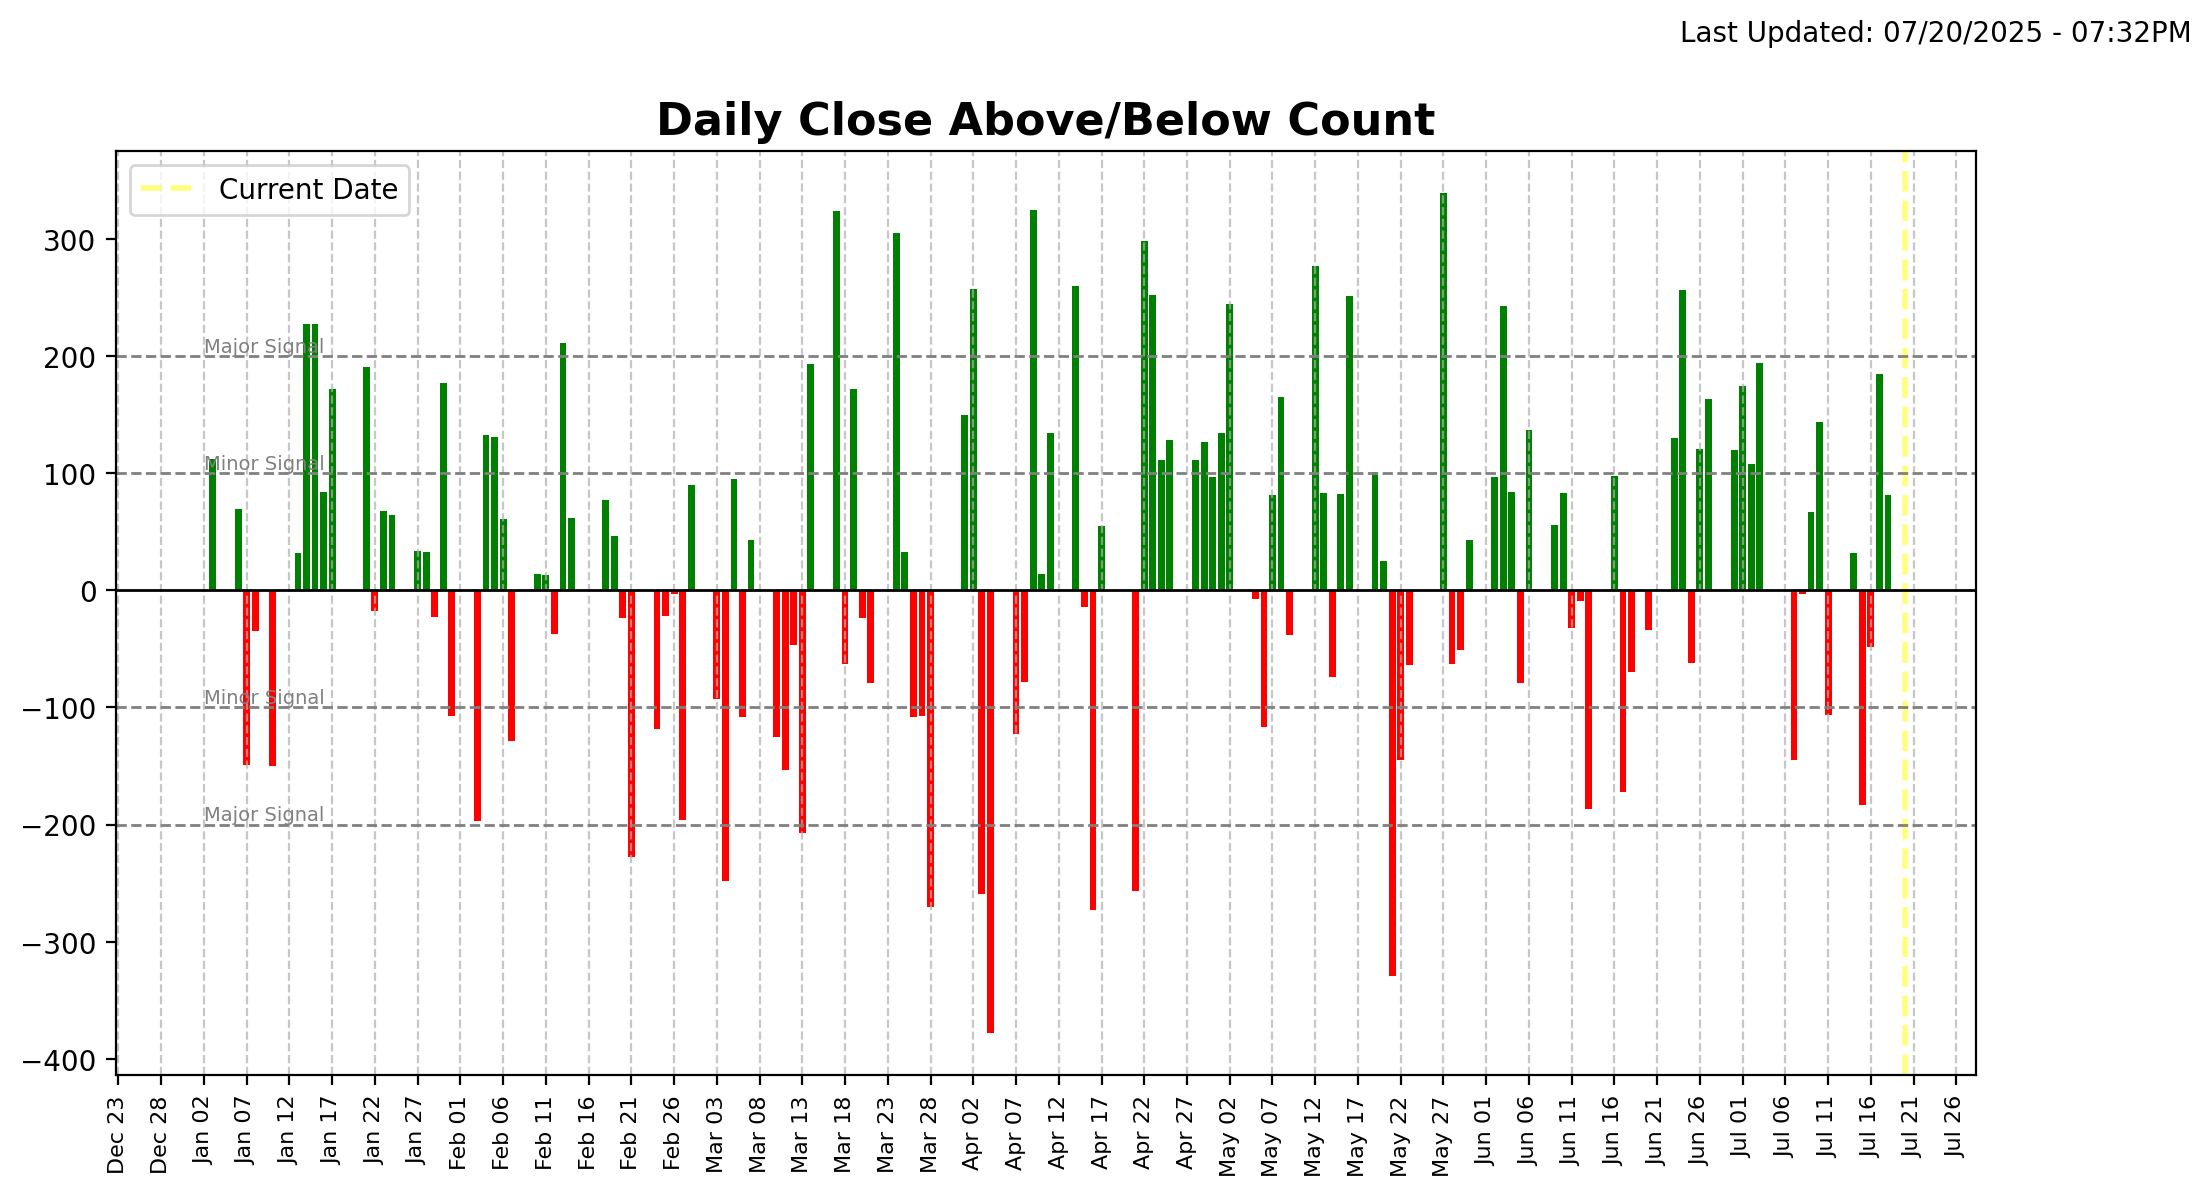 Last Updated: 07/20/2025 - 07:32PM
Daily Close Above/Below Count
Current Date
300
Major Signal
200
Minor Signal
100
0
Minor Signal
−100
Major Signal
−200
−300
−400
Dec 23
Dec 28
Jan 02
Jan 07
Jan 12
Jan 17
Jan 22
Jan 27
Feb 01
Feb 06
Feb 11
Feb 16
Feb 21
Feb 26
Mar 03
Mar 08
Mar 13
Mar 18
Mar 23
Mar 28
Apr 02
Apr 07
Apr 12
Apr 17
Apr 22
Apr 27
May 02
May 07
May 12
May 17
May 22
May 27
Jun 01
Jun 06
Jun 11
Jun 16
Jun 21
Jun 26
Jul 01
Jul 06
Jul 11
Jul 16
Jul 21
Jul 26